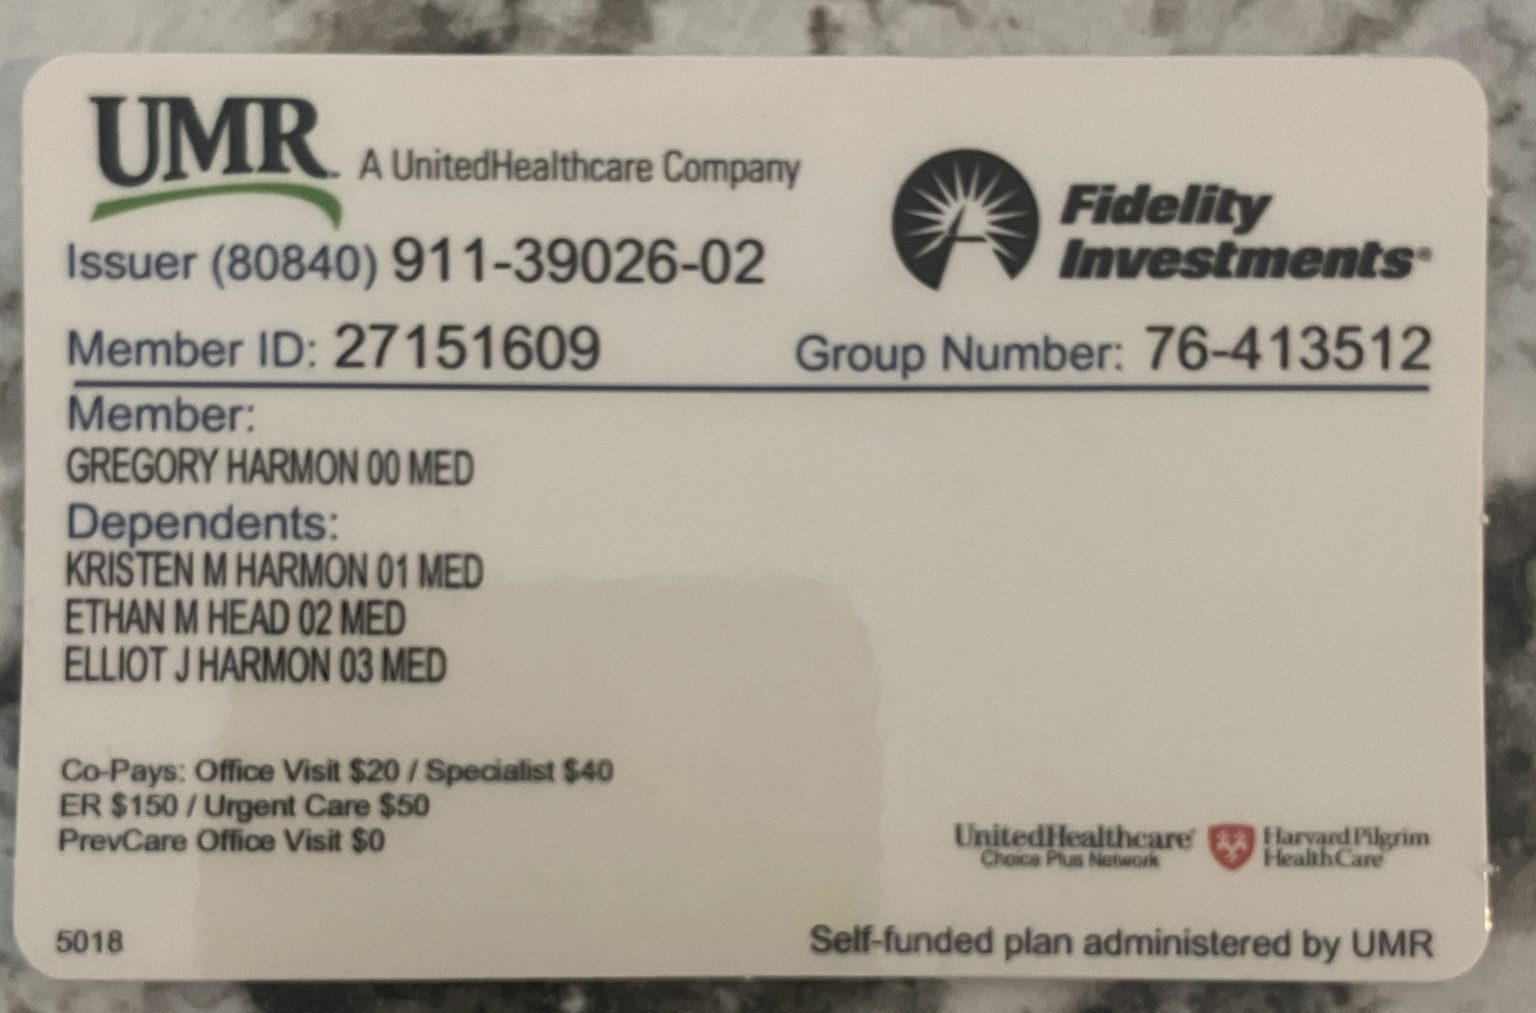 UMR A UnitedHealthcare Company
Fidelity
Investments®
Issuer (80840) 911-39026-02
Member ID: 27151609 Group Number: 76-413512
Member:
GREGORY HARMON 00 MED
Dependents:
KRISTEN M HARMON 01 MED
ETHAN M HEAD 02 MED
ELLIOT J HARMON 03 MED
Co-Pays: Office Visit $20 / Specialist $40
ER $150 / Urgent Care $50
PrevCare Office Visit $0
UnitedHealthcare
Choice Plus Network
Harvard Pilgrim
HealthCare
5018 Self-funded plan administered by UMR